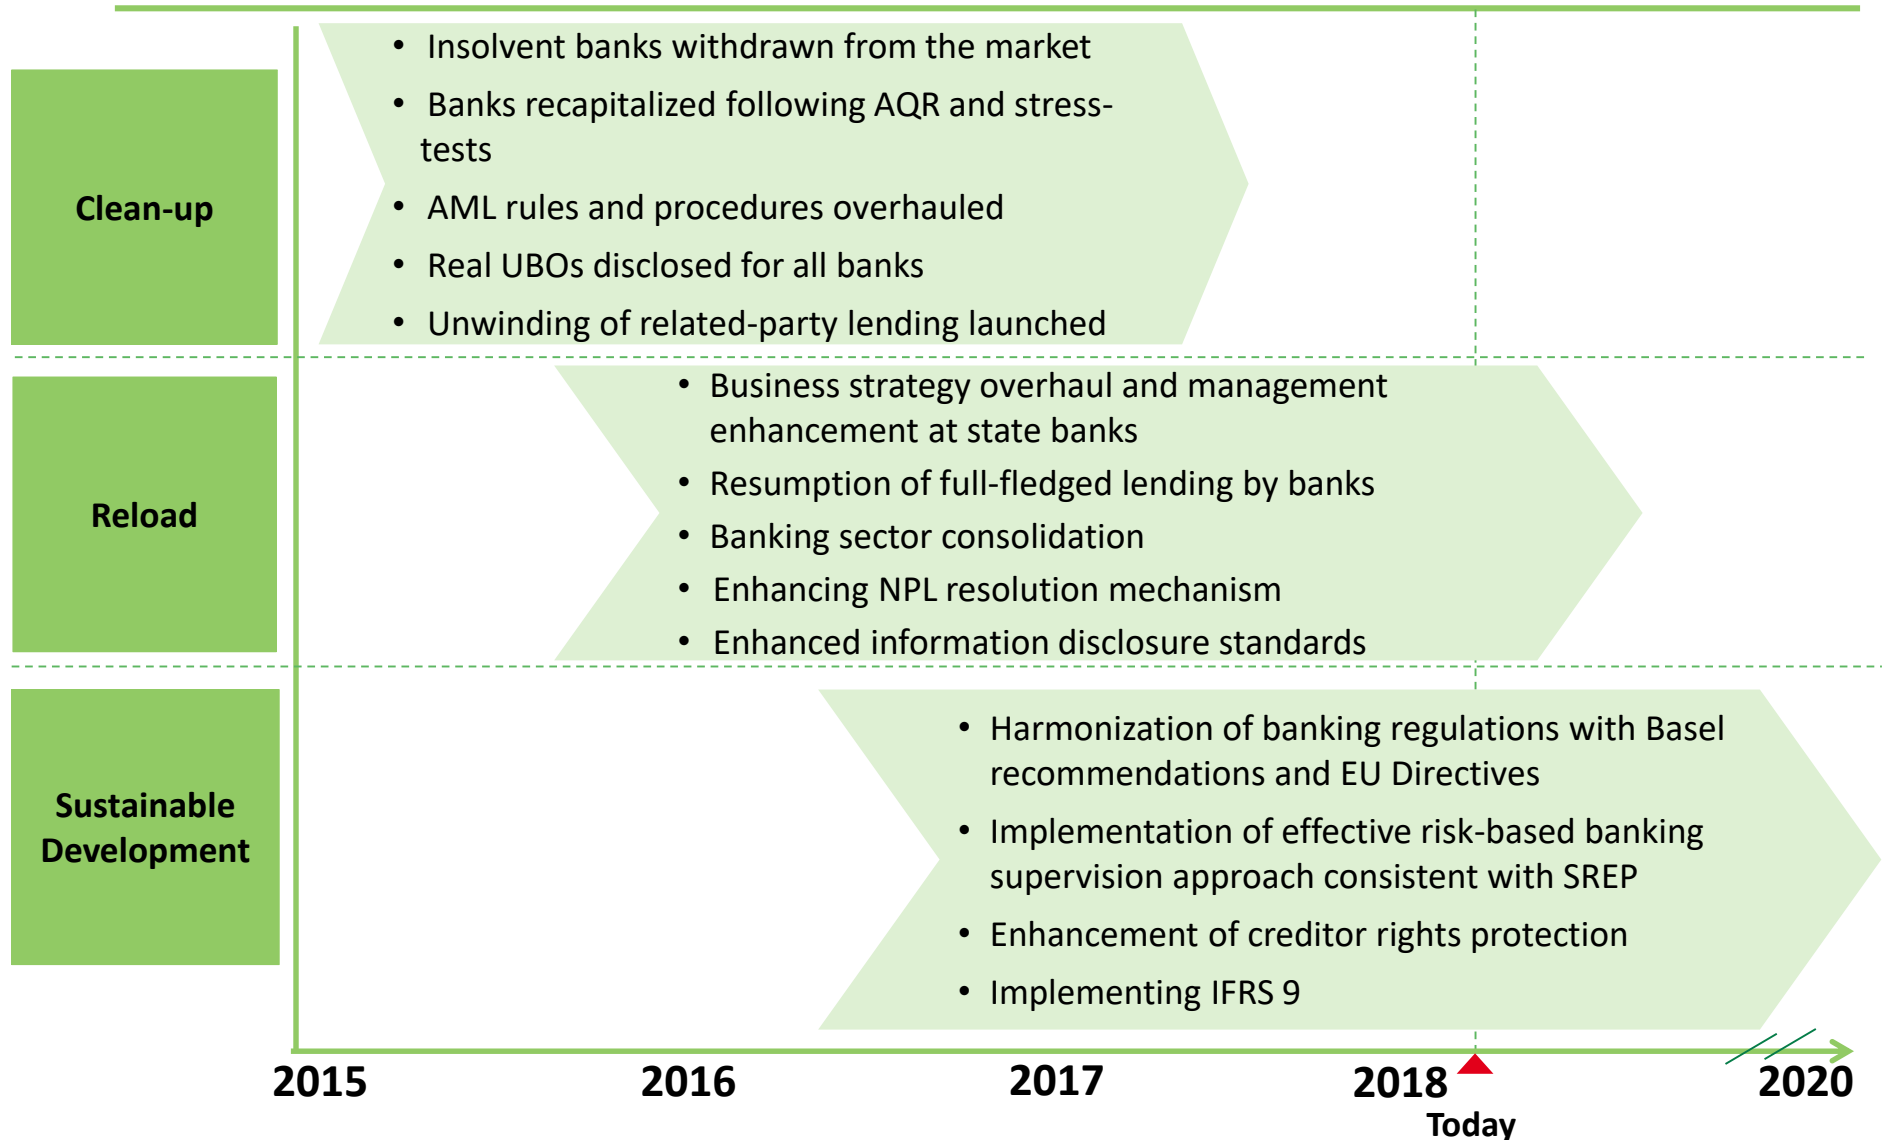 Clean-up
• Insolvent banks withdrawn from the market
• Banks recapitalized following AQR and stress-
tests
• AML rules and procedures overhauled
• Real UBOs disclosed for all banks
• Unwinding of related-party lending launched
Reload
• Business strategy overhaul and management
enhancement at state banks
• Resumption of full-fledged lending by banks
• Banking sector consolidation
• Enhancing NPL resolution mechanism
• Enhanced information disclosure standards
Sustainable
Development
• Harmonization of banking regulations with Basel
recommendations and EU Directives
• Implementation of effective risk-based banking
supervision approach consistent with SREP
• Enhancement of creditor rights protection
• Implementing IFRS 9
2015 2016 2017 2018 2020
Today